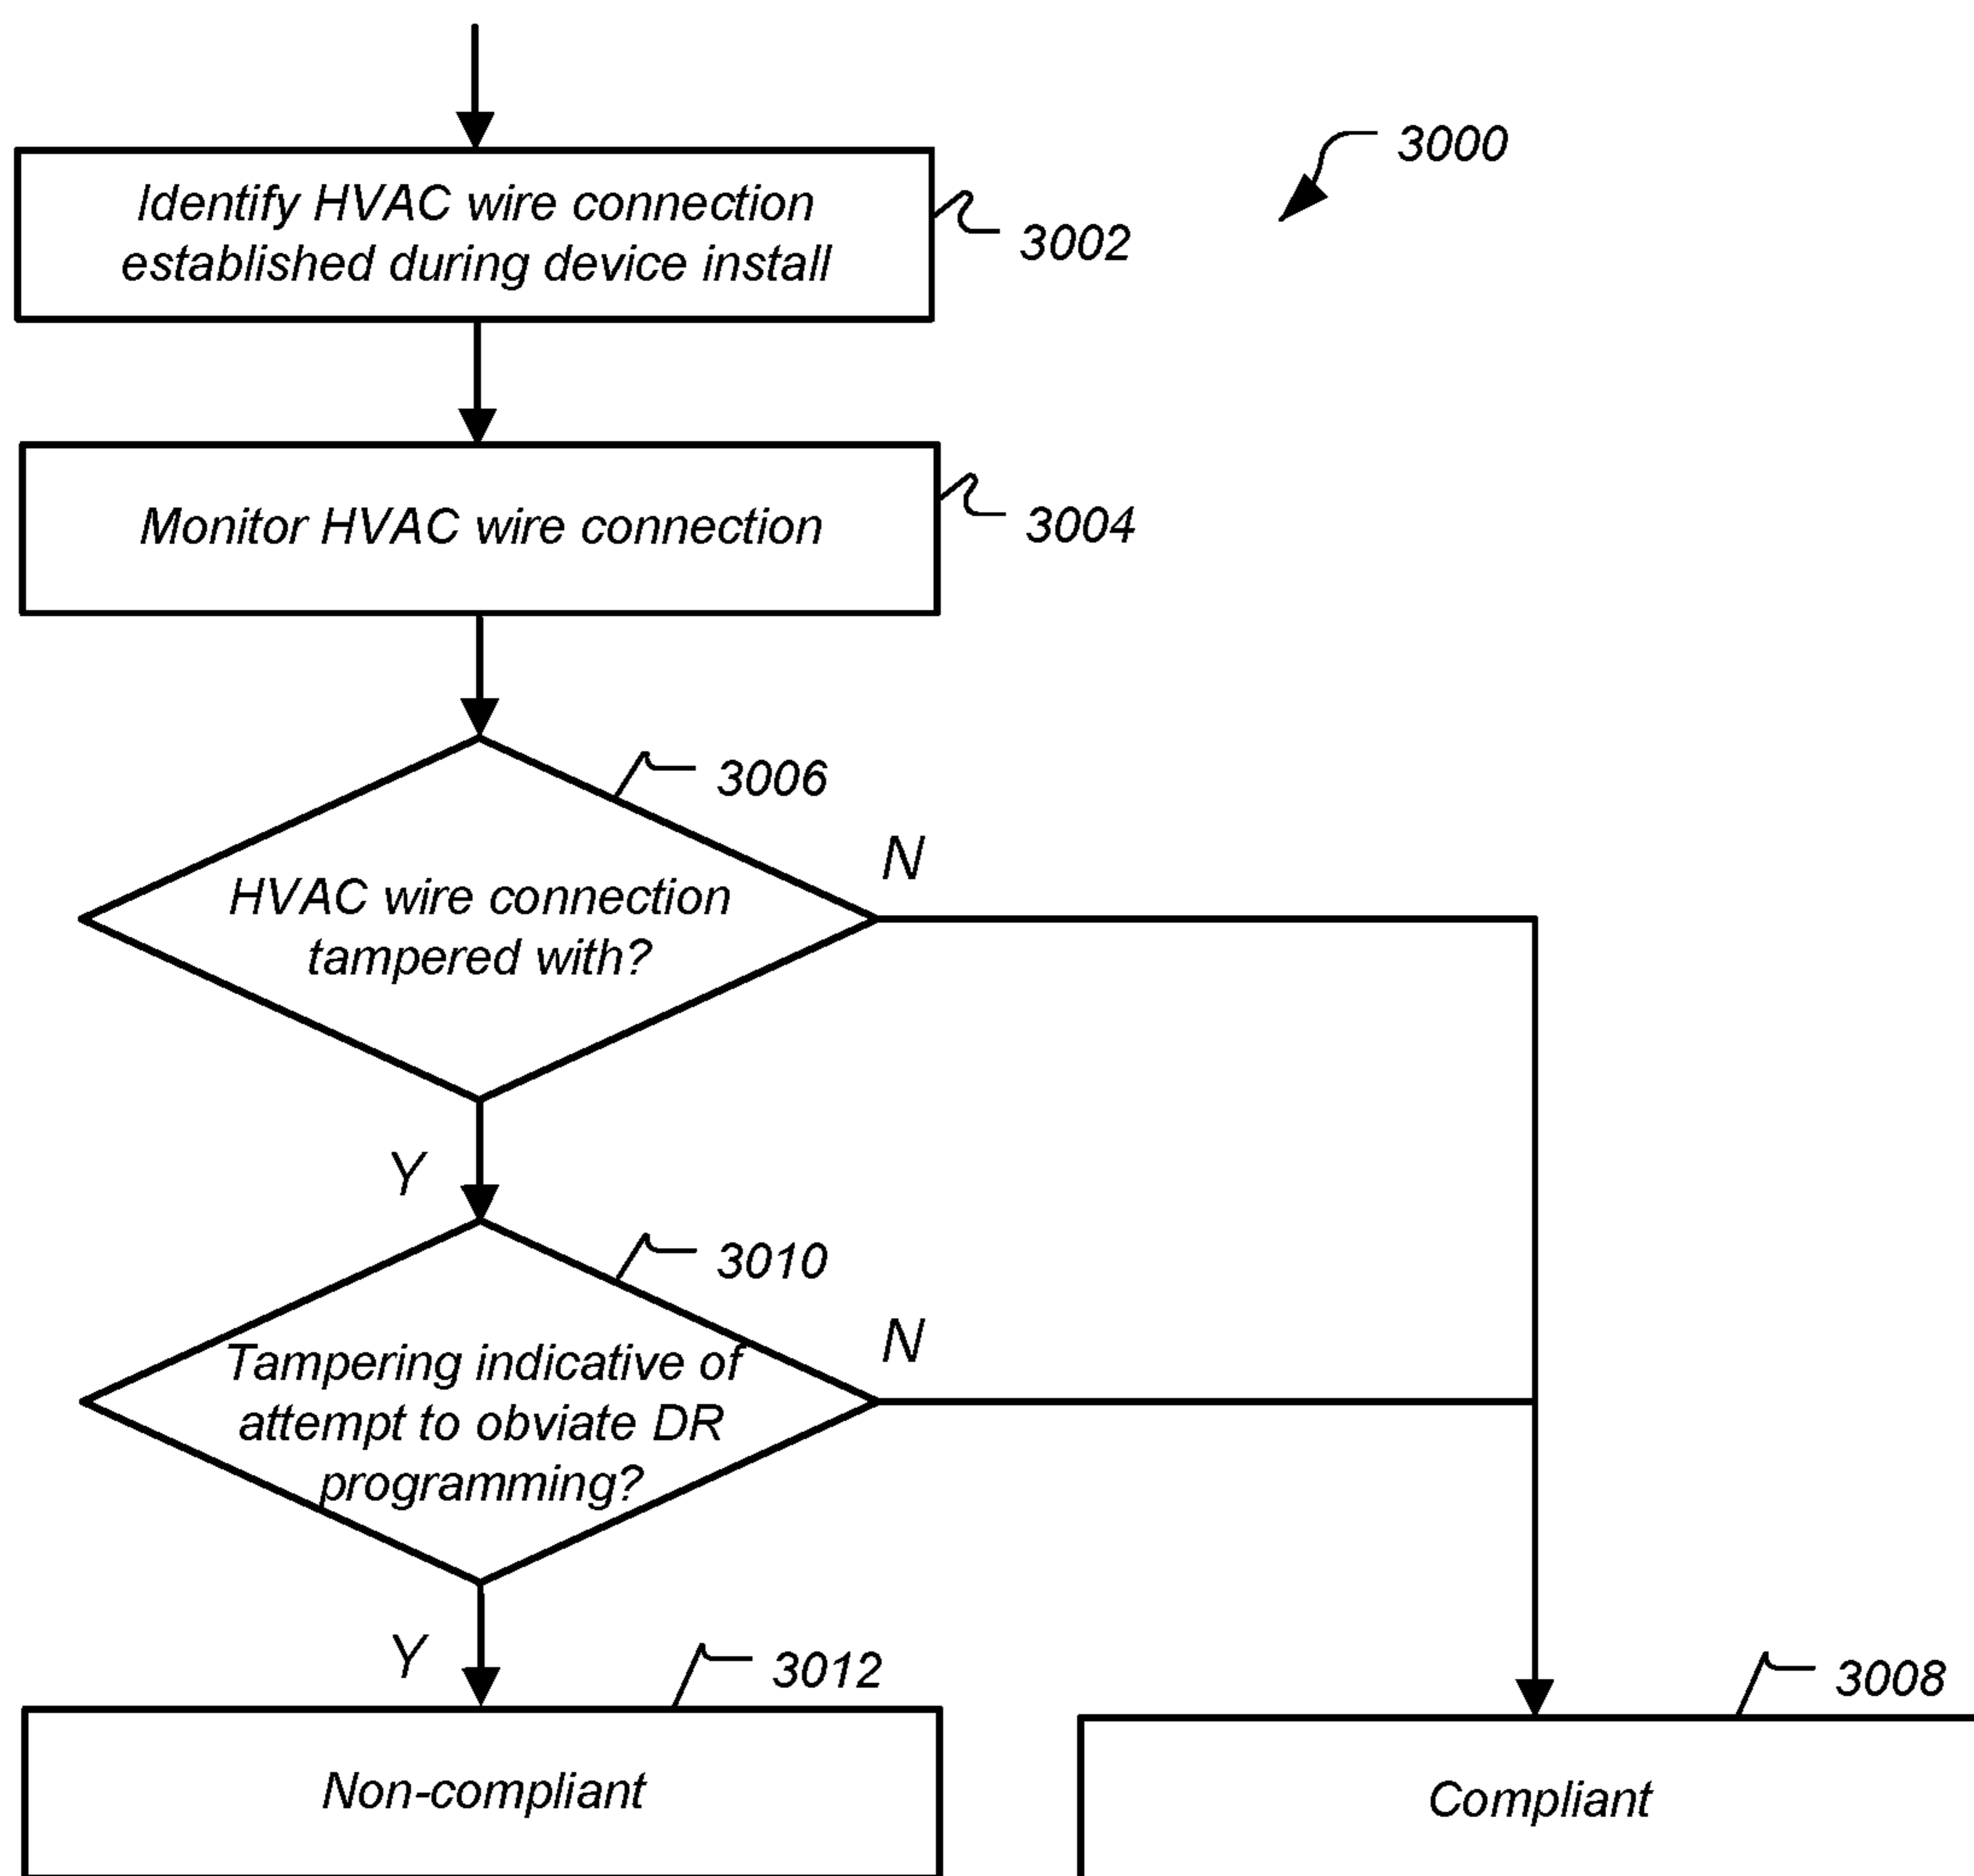 3000
Identify HVAC wire connection
established during device install
3002
Monitor HVAC wire connection
3004
3006
N
HVAC wire connection
tampered with?
Y
3010
N
Tampering indicative of
attempt to obviate DR
programming?
Y
3012
3008
Non-compliant
Compliant